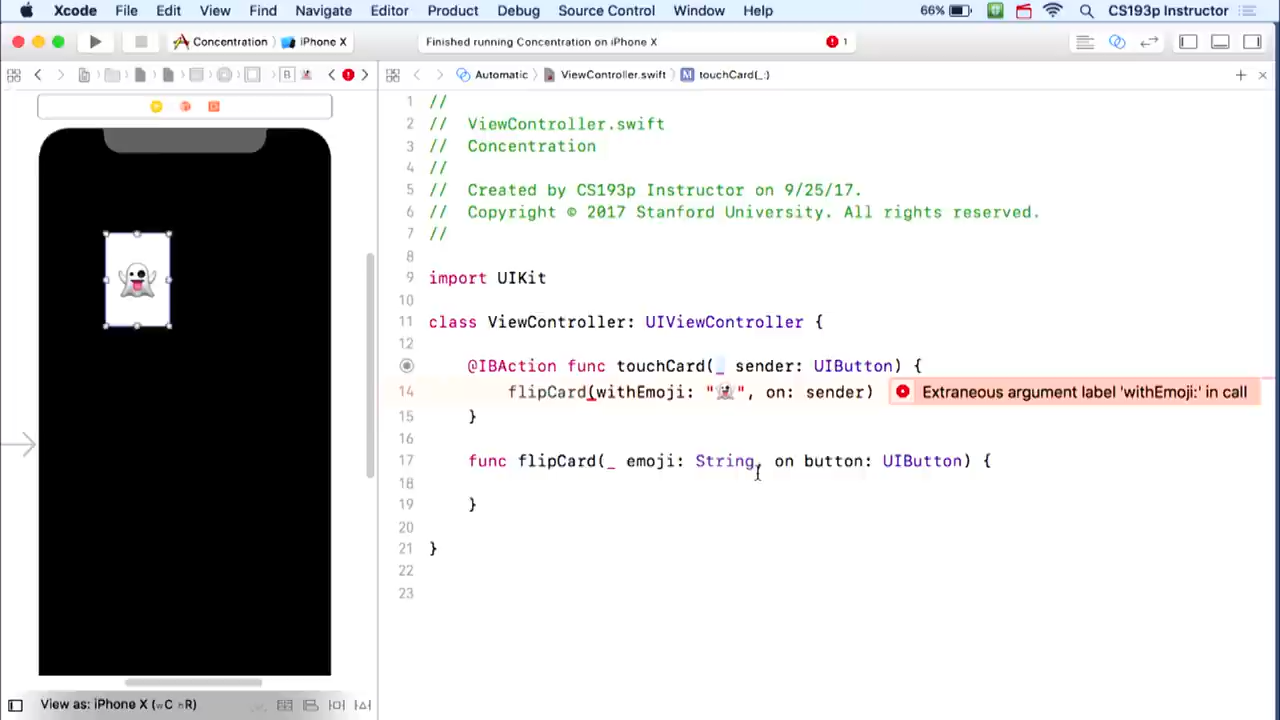 Xcode File Edit View Find Navigate Editor Product Debug Source Control Window Help 66% CS193p Instructor
Concentration iPhone X Finished running Concentration on iPhone X 1
B Automatic ViewController.swift M touchCard(_:)
1 //
2 // ViewController.swift
3 // Concentration
4 //
5 // Created by CS193p Instructor on 9/25/17.
6 // Copyright © 2017 Stanford University. All rights reserved.
7 //
8
9 import UIKit
10
11 class ViewController: UIViewController {
12
@IBAction func touchCard(_ sender: UIButton) {
14 flipCard(withEmoji: "👻", on: sender) Extraneous argument label 'withEmoji:' in call
15 }
16
17 func flipCard(_ emoji: String, on button: UIButton) {
18
19 }
20
21 }
22
23
View as: iPhone X (wC hR)